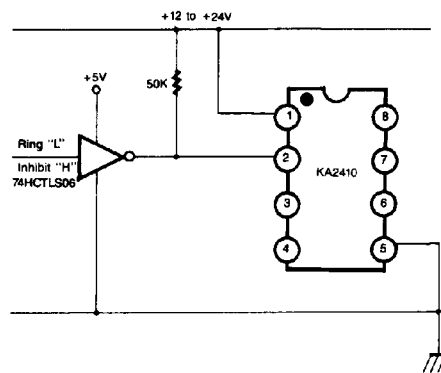 +12 to +24V
+5V
50K
Ring "L"
Inhibit "H"
74HCTLS06
KA2410
1
2
3
4
8
7
6
5